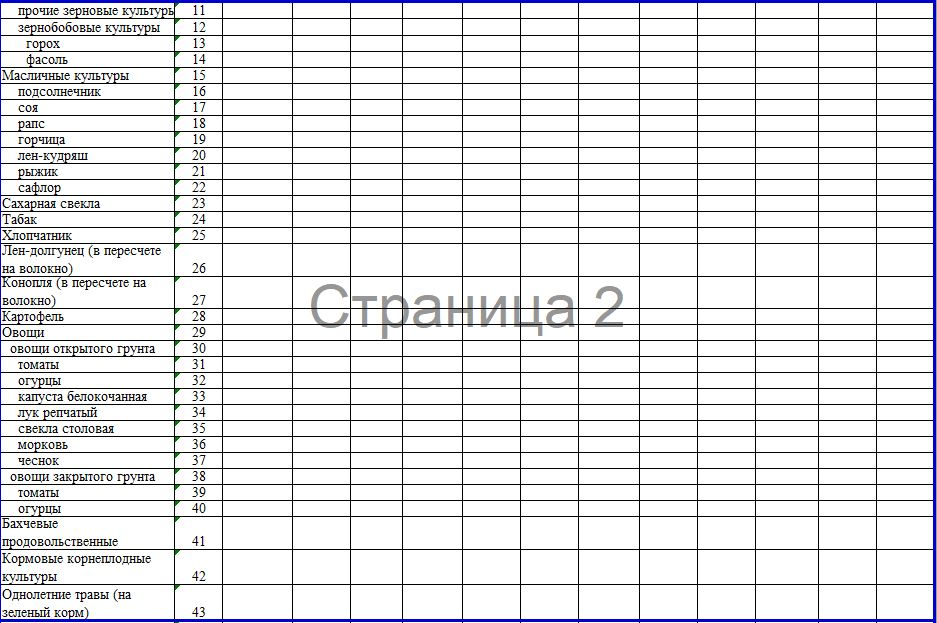 прочие зерновые культуры 11
зернобобовые культуры 12
горох 13
фасоль 14
Масличные культуры 15
подсолнечник 16
соя 17
рапс 18
горчица 19
лен-кудряш 20
рыжик 21
сафлор 22
Сахарная свекла 23
Табак 24
Хлопчатник 25
Лен-долгунец (в пересчете
на волокно) 26
Конопля (в пересчете на
волокно) 27
Страница 2
Картофель 28
Овощи 29
овощи открытого грунта 30
томаты 31
огурцы 32
капуста белокочанная 33
лук репчатый 34
свекла столовая 35
морковь 36
чеснок 37
овощи закрытого грунта 38
томаты 39
огурцы 40
Бахчевые
продовольственные 41
Кормовые корнеплодные
культуры 42
Однолетние травы (на
зеленый корм) 43